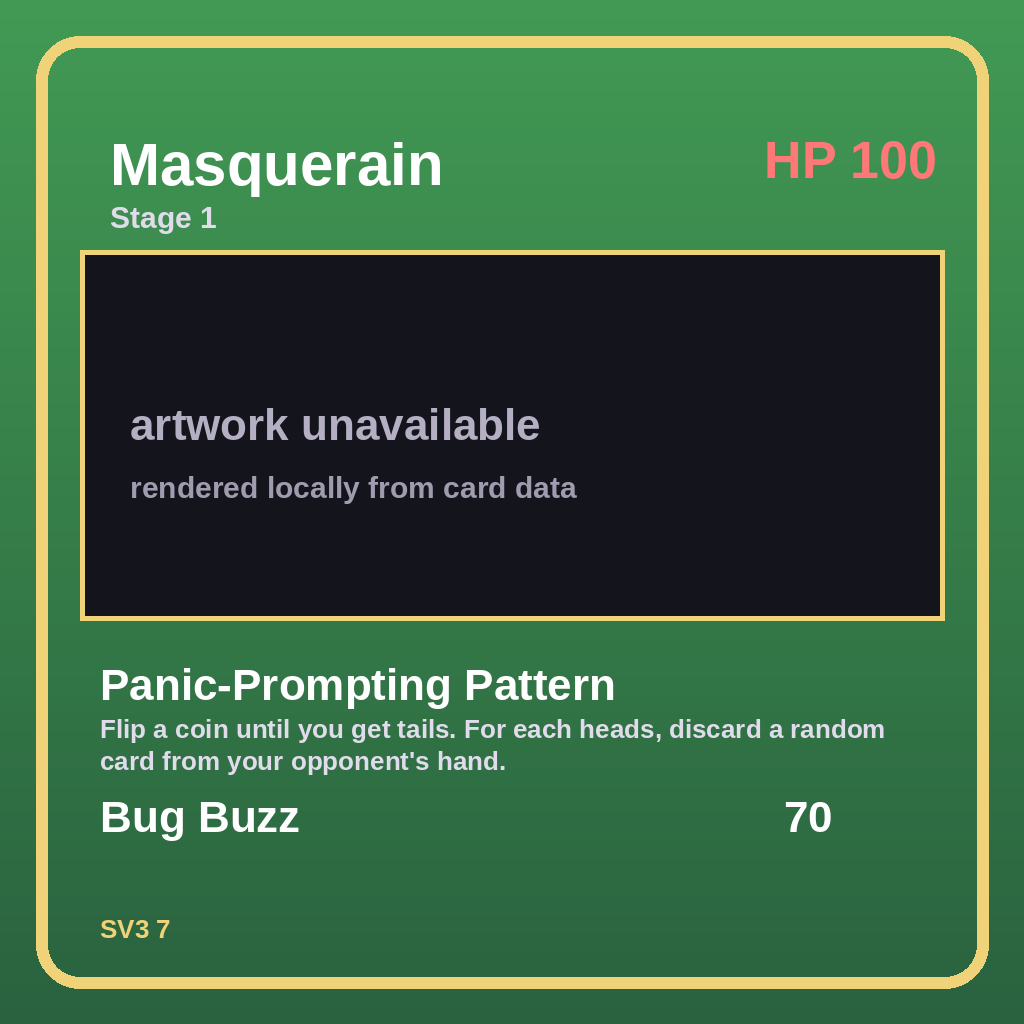 Masquerain
HP 100
Stage 1
artwork unavailable
rendered locally from card data
Panic-Prompting Pattern
Flip a coin until you get tails. For each heads, discard a random
card from your opponent's hand.
Bug Buzz 70
SV3 7